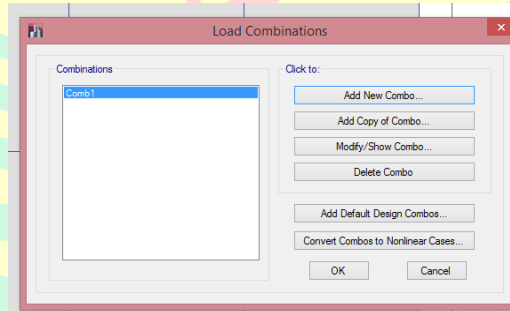 Load Combinations
Combinations
Comb1
Click to:
Add New Combo...
Add Copy of Combo...
Modify/Show Combo...
Delete Combo
Add Default Design Combos...
Convert Combos to Nonlinear Cases...
OK
Cancel